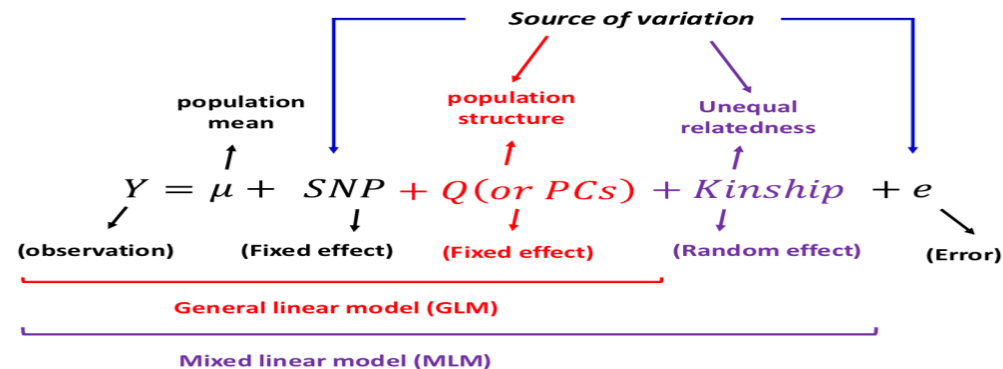 Source of variation
population
mean
population
structure
Unequal
relatedness
Y = μ + SNP + Q(or PCs) + Kinship + e
(observation) (Fixed effect) (Fixed effect) (Random effect) (Error)
General linear model (GLM)
Mixed linear model (MLM)